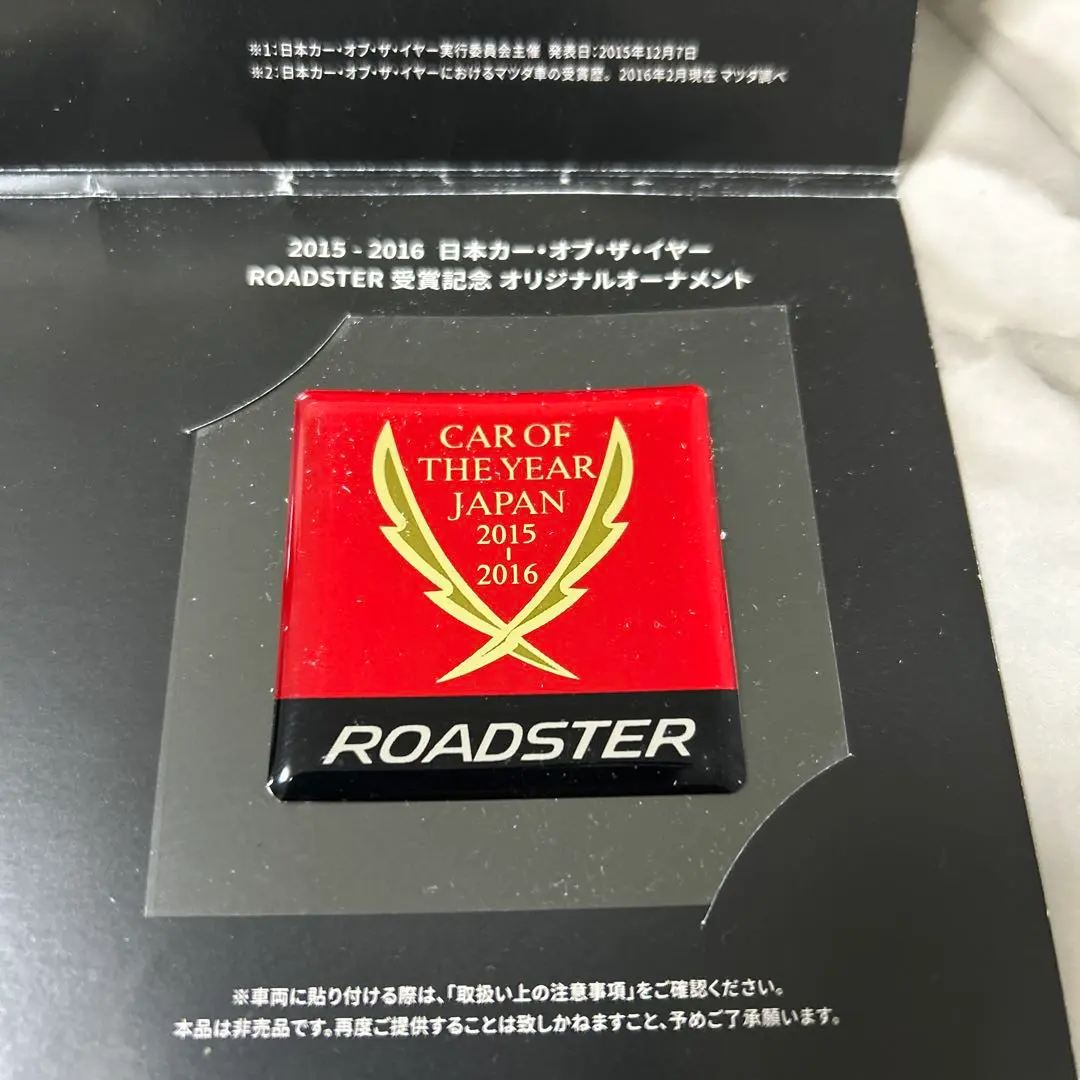 ※1:日本カー・オブ・ザ・イヤー実行委員会主催 発表日:2015年12月7日
※2:日本カー・オブ・ザ・イヤーにおけるマツダ車の受賞歴。 2016年2月現在 マツダ調べ
2015 - 2016 日本カー・オブ・ザ・イヤー
ROADSTER 受賞記念 オリジナルオーナメント
CAR OF
THE YEAR
JAPAN
2015
-
2016
ROADSTER
※車両に貼り付ける際は、「取扱い上の注意事項」をご確認ください。
本品は非売品です。再度ご提供することは致しかねますこと、予めご了承願います。